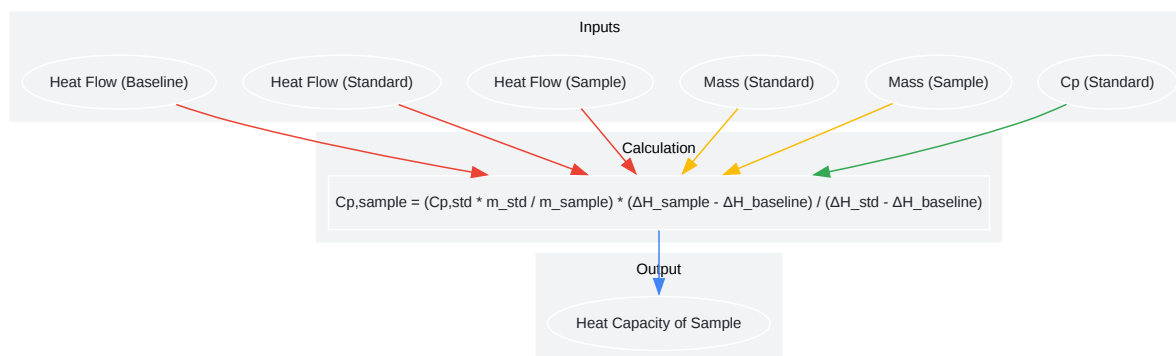 Inputs
Heat Flow (Baseline)
Heat Flow (Standard)
Heat Flow (Sample)
Mass (Standard)
Mass (Sample)
Cp (Standard)
Calculation
Cp,sample = (Cp,std * m_std / m_sample) * (ΔH_sample - ΔH_baseline) / (ΔH_std - ΔH_baseline)
Output
Heat Capacity of Sample